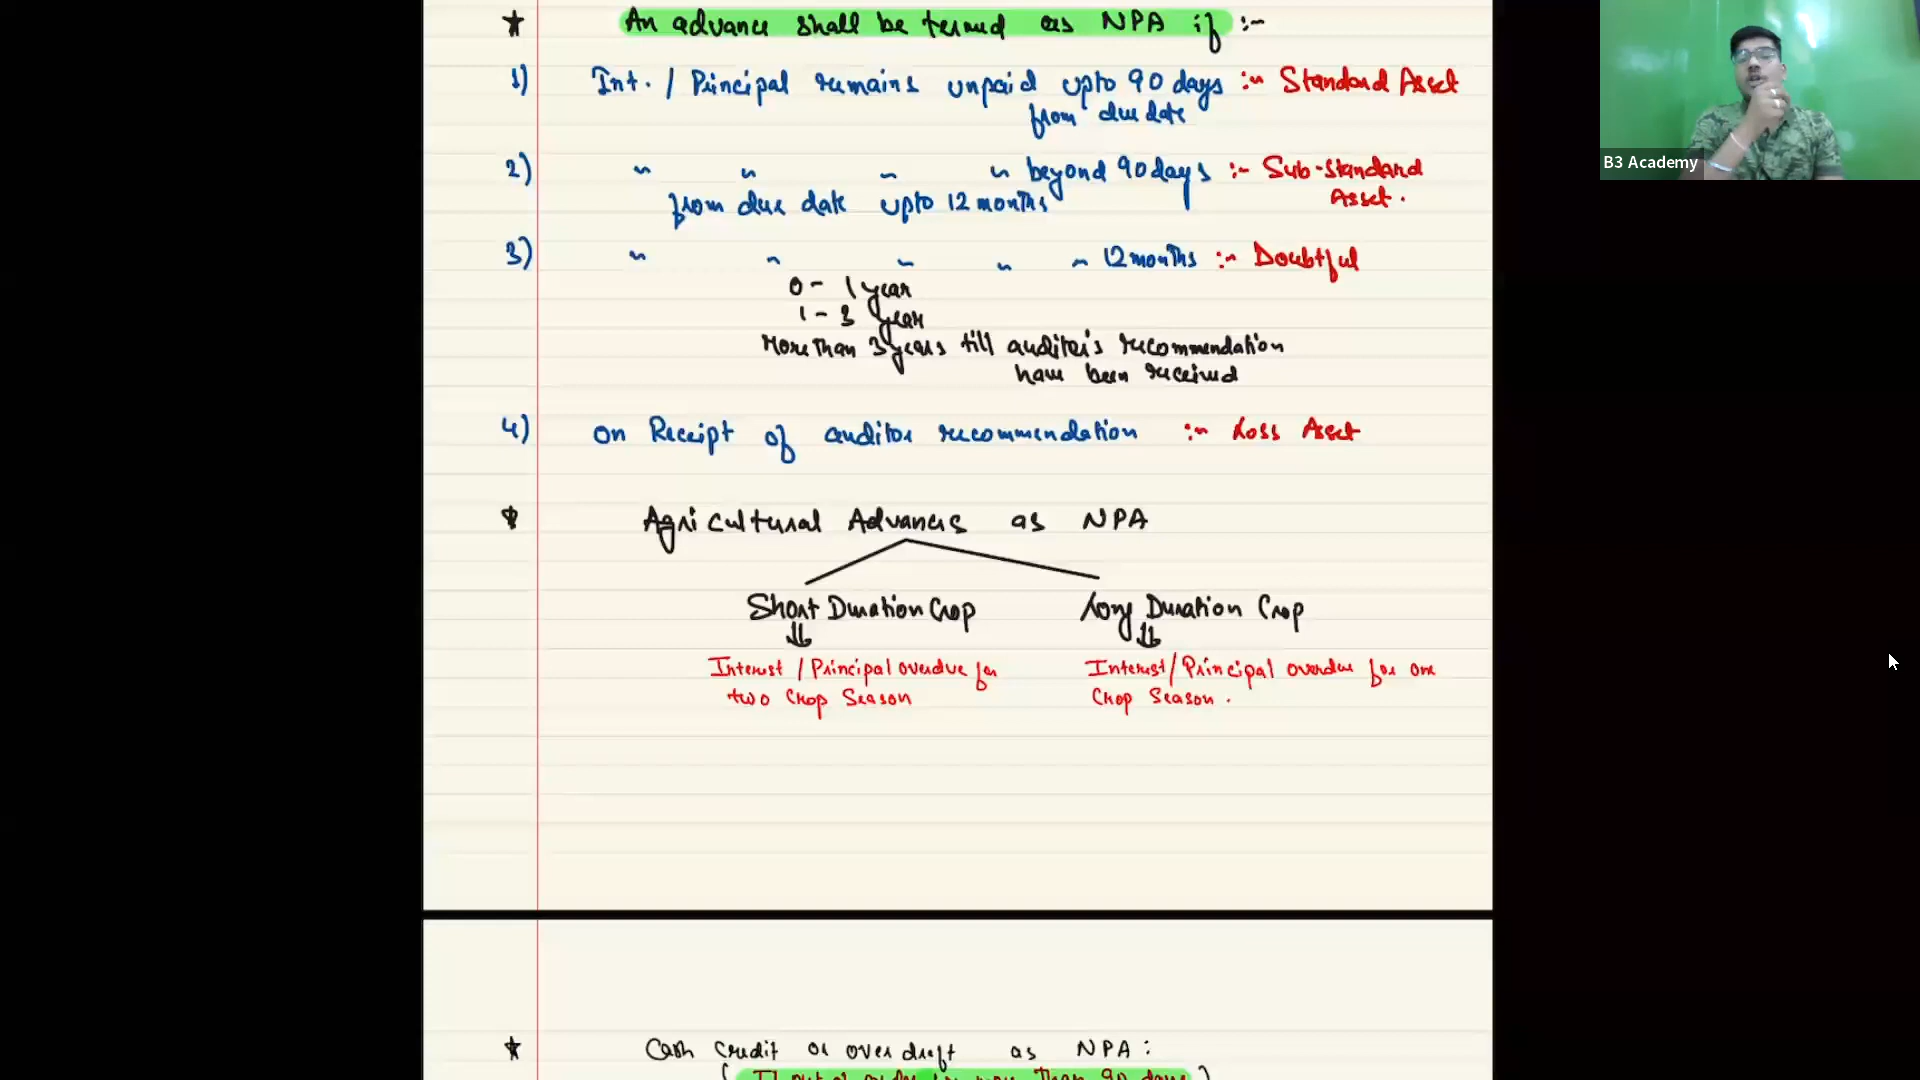 An advance shall be termed as NPA if :-
1) Int. / Principal remains unpaid upto 90 days :- Standard Asset
from due date
2) " " " " beyond 90 days :- Sub-standard
from due date upto 12 months Asset.
3) " " " " " 12 months :- Doubtful
0 - 1 year
1 - 3 year
More than 3 years till auditor's recommendation
have been received
4) on Receipt of auditor recommendation :- Loss Asset
Agricultural Advances as NPA
Short Duration Crop Long Duration Crop
Interest / Principal overdue for Interest / Principal overdue for one
two Crop Season Crop Season.
Cash credit or over draft as NPA :
B3 Academy